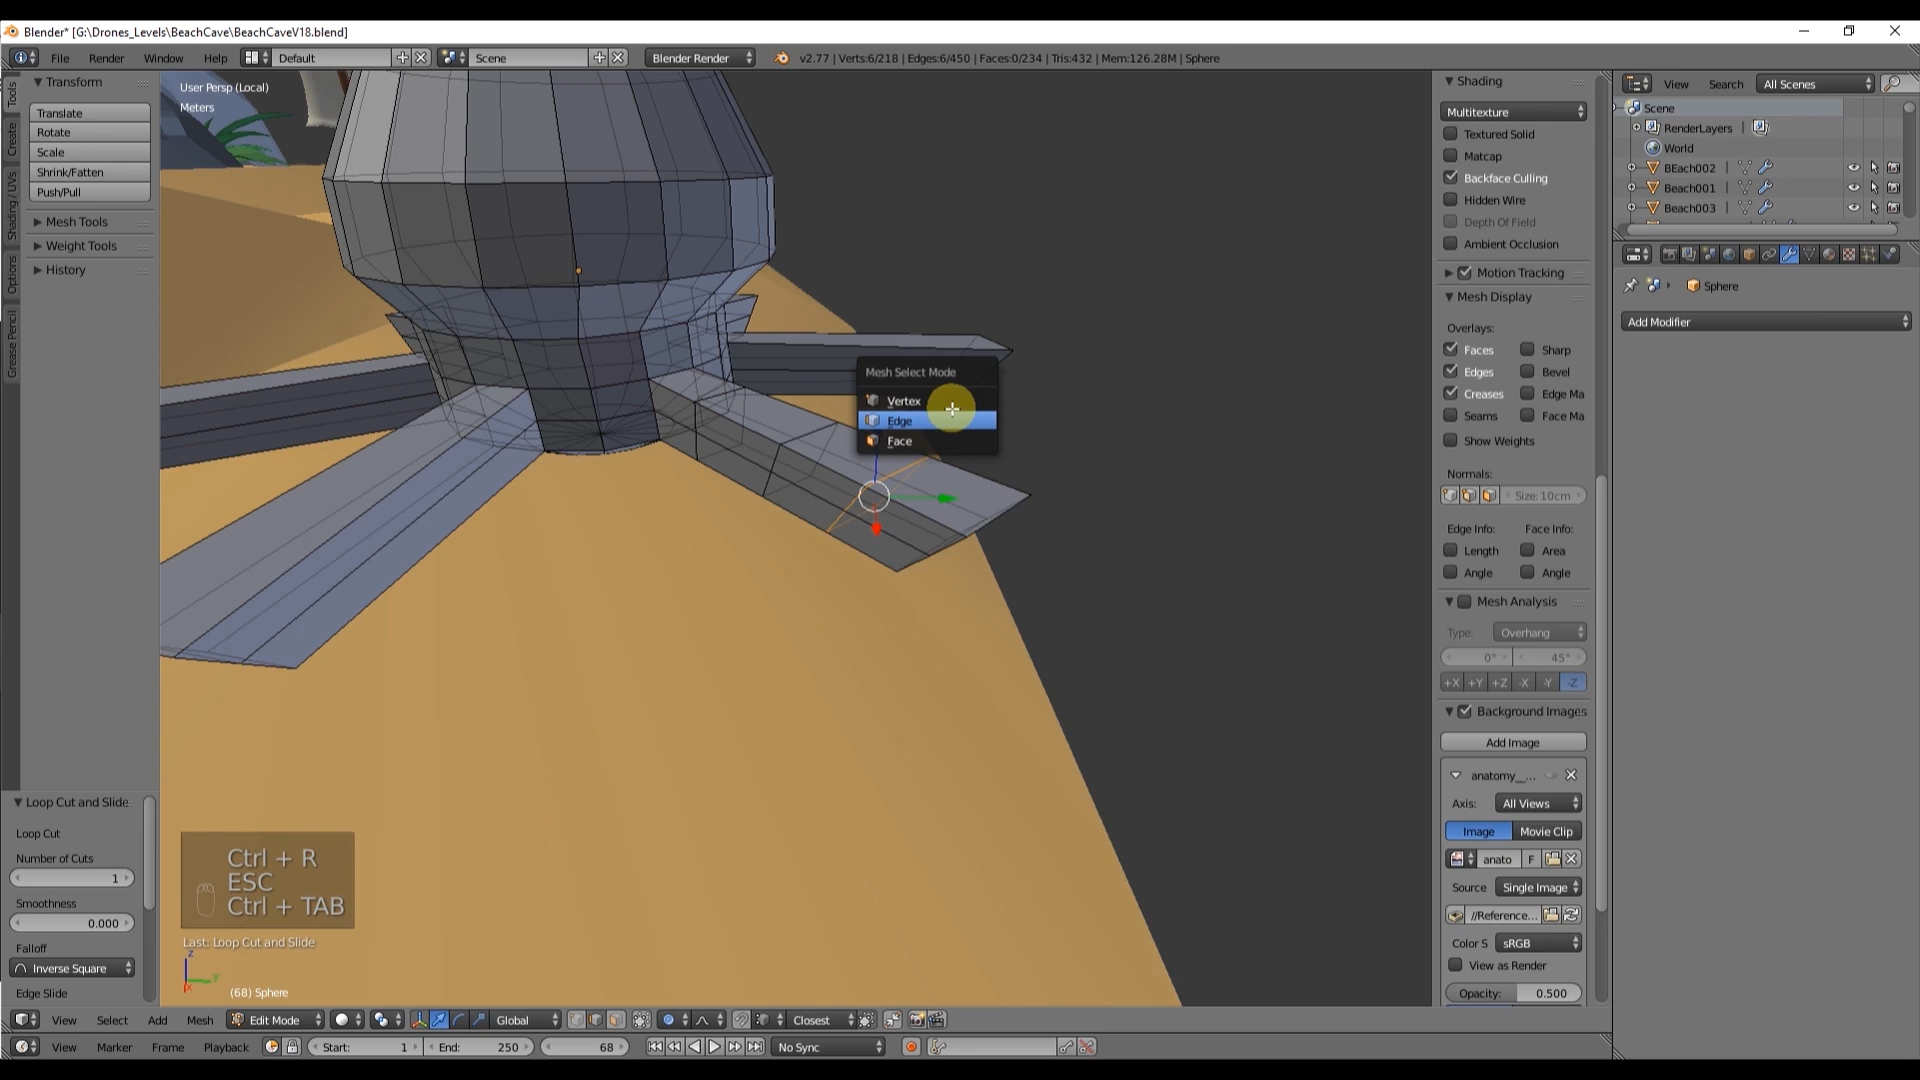 Blender* [G:\Drones_Levels\BeachCave\BeachCaveV18.blend]
File Render Window Help Default Scene Blender Render v2.77 | Verts:6/218 | Edges:6/450 | Faces:0/234 | Tris:432 | Mem:126.28M | Sphere
Tools
Create
Shading / UVs
Options
Grease Pencil
Transform
Translate
Rotate
Scale
Shrink/Fatten
Push/Pull
Mesh Tools
Weight Tools
History
Loop Cut and Slide
Loop Cut
Number of Cuts
1
Smoothness
0.000
Falloff
Inverse Square
Edge Slide
User Persp (Local)
Meters
Mesh Select Mode
Vertex
Edge
Face
Ctrl + R
ESC
Ctrl + TAB
Last: Loop Cut and Slide
z
(68) Sphere
Shading
Multitexture
Textured Solid
Matcap
Backface Culling
Hidden Wire
Depth Of Field
Ambient Occlusion
Motion Tracking
Mesh Display
Overlays:
Faces Sharp
Edges Bevel
Creases Edge Ma
Seams Face Ma
Show Weights
Normals:
Size:10cm
Edge Info: Face Info:
Length Area
Angle Angle
Mesh Analysis
Type: Overhang
0° 45°
+X +Y +Z -X -Y -Z
Background Images
Add Image
anatomy__...
Axis: All Views
Image Movie Clip
anato F
Source Single Image
//Reference...
Color S sRGB
View as Render
Opacity: 0.500
View Search All Scenes
Scene
RenderLayers |
World
BEach002 |
Beach001 |
Beach003 |
Sphere
Add Modifier
View Select Add Mesh Edit Mode Global Closest
View Marker Frame Playback Start: 1 End: 250 68 No Sync